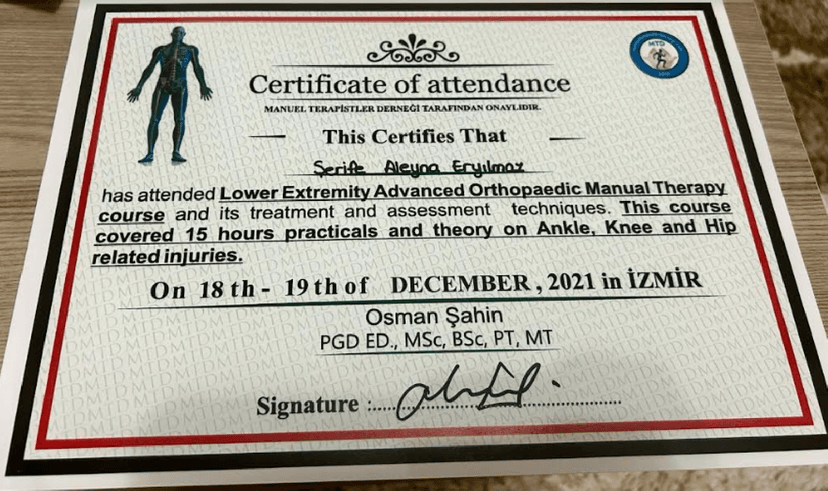 MTD
Certificate of attendance
MANUEL TERAPİSTLER DERNEĞİ TARAFINDAN ONAYLIDIR.
This Certifies That
Şerife Aleyna Eryılmaz
has attended Lower Extremity Advanced Orthopaedic Manual Therapy
course and its treatment and assessment techniques. This course
covered 15 hours practicals and theory on Ankle, Knee and Hip
related injuries.
On 18 th - 19 th of DECEMBER , 2021 in İZMİR
Osman Şahin
PGD ED., MSc, BSc, PT, MT
Signature :